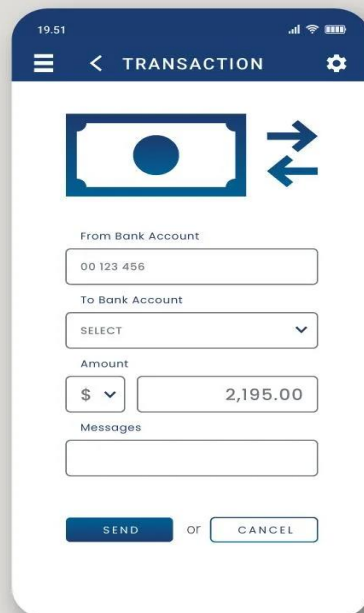 19.51
TRANSACTION
From Bank Account
00 123 456
To Bank Account
SELECT
Amount
$ 2,195.00
Messages
SEND or CANCEL